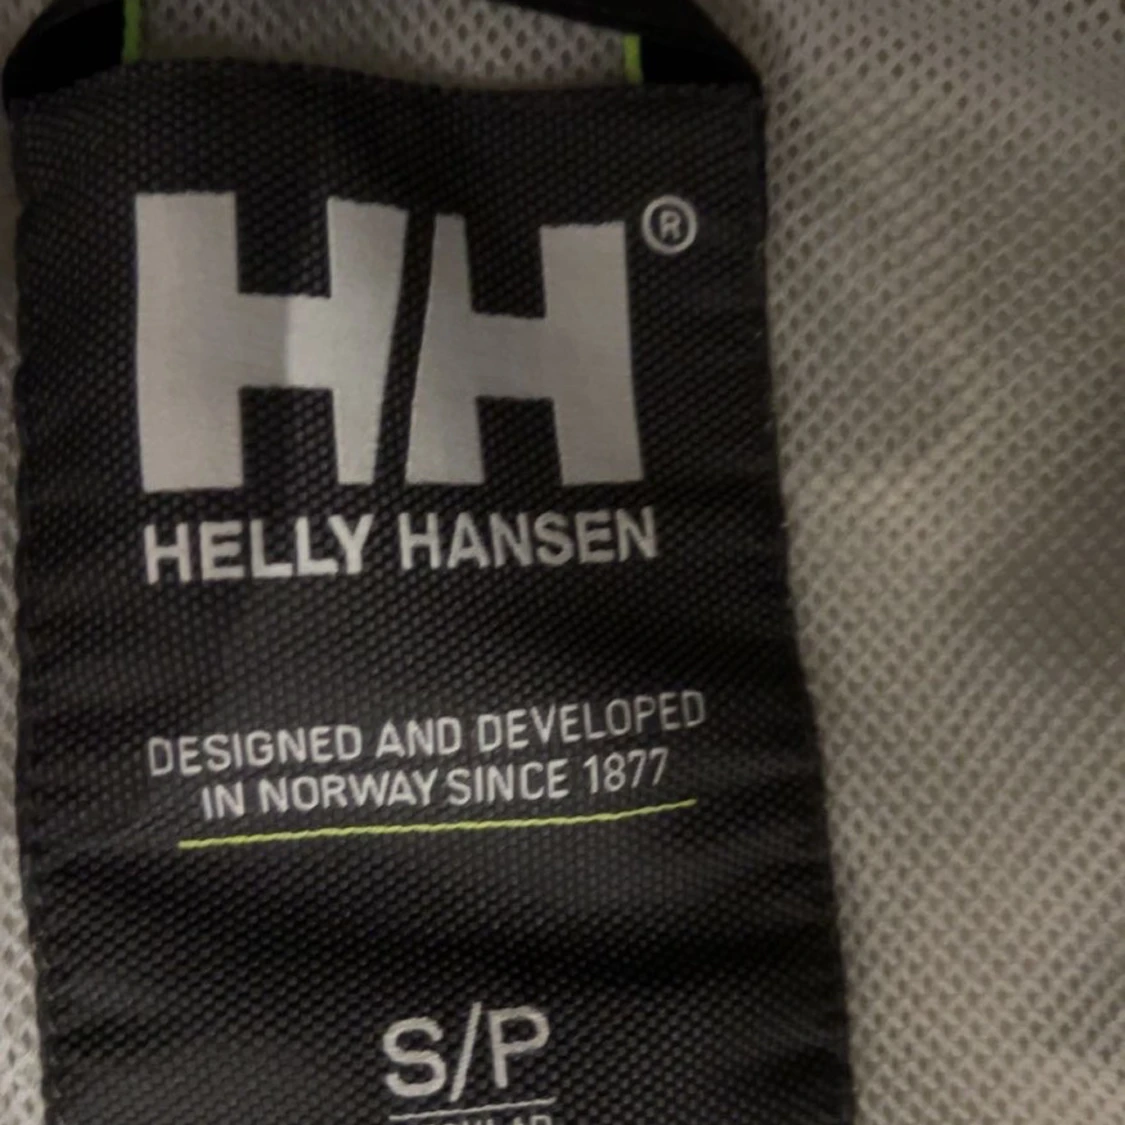 HH®
HELLY HANSEN
DESIGNED AND DEVELOPED
IN NORWAY SINCE 1877
S/P